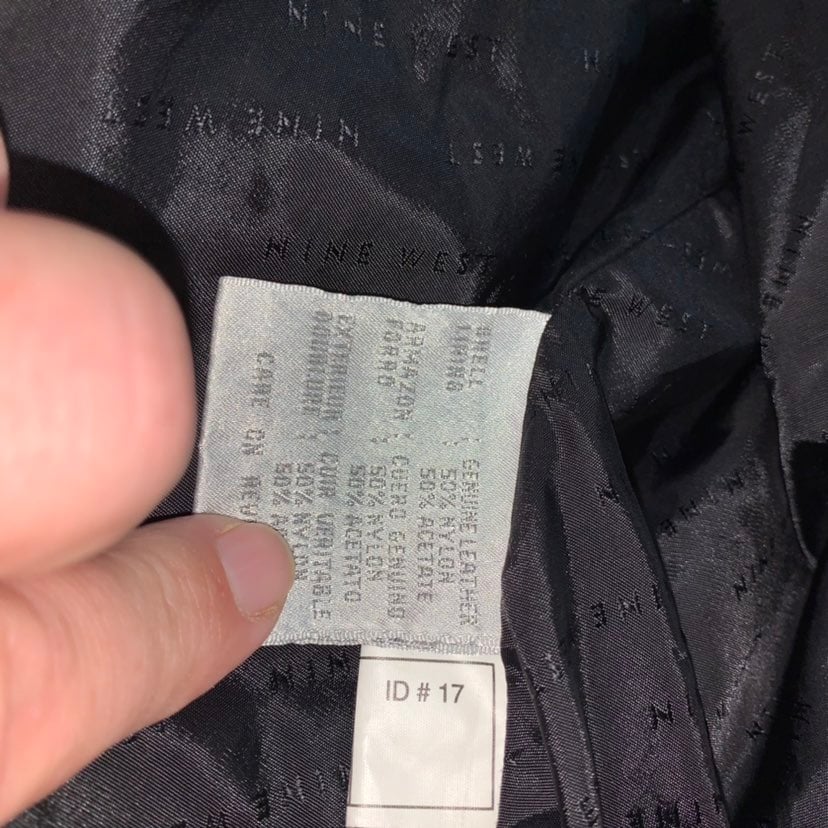 NINE WEST
NINE WEST
WEST
NINE WEST
SHELL : GENUINE LEATHER
LINING : 50% NYLON
50% ACETATE
ARMAZON : CUERO GENUINO
FORRO : 50% NYLON
50% ACETATO
EXTERIEUR : CUIR VERITABLE
DOUBLURE : 50% NYLON
50% 
CARE ON
ID # 17
NINE